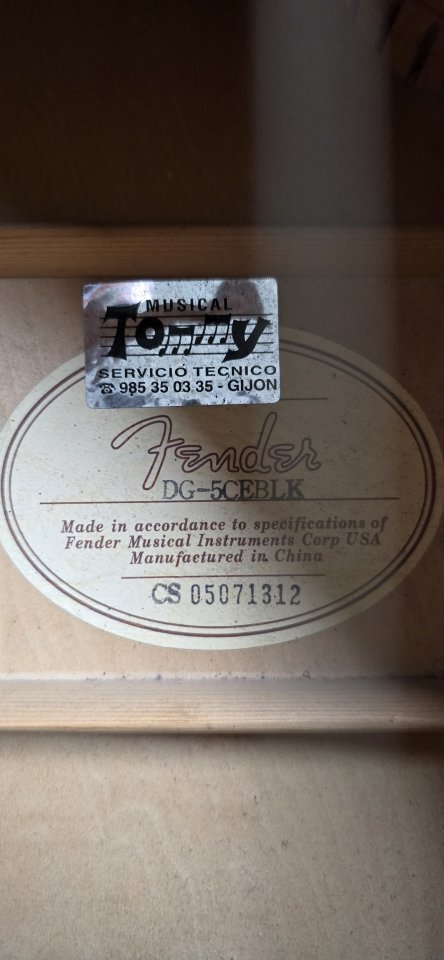 MUSICAL
Tommy
SERVICIO TECNICO
☎ 985 35 03 35 - GIJON
Fender
DG-5CEBLK
Made in accordance to specifications of
Fender Musical Instruments Corp USA
Manufactured in China
CS 05071312